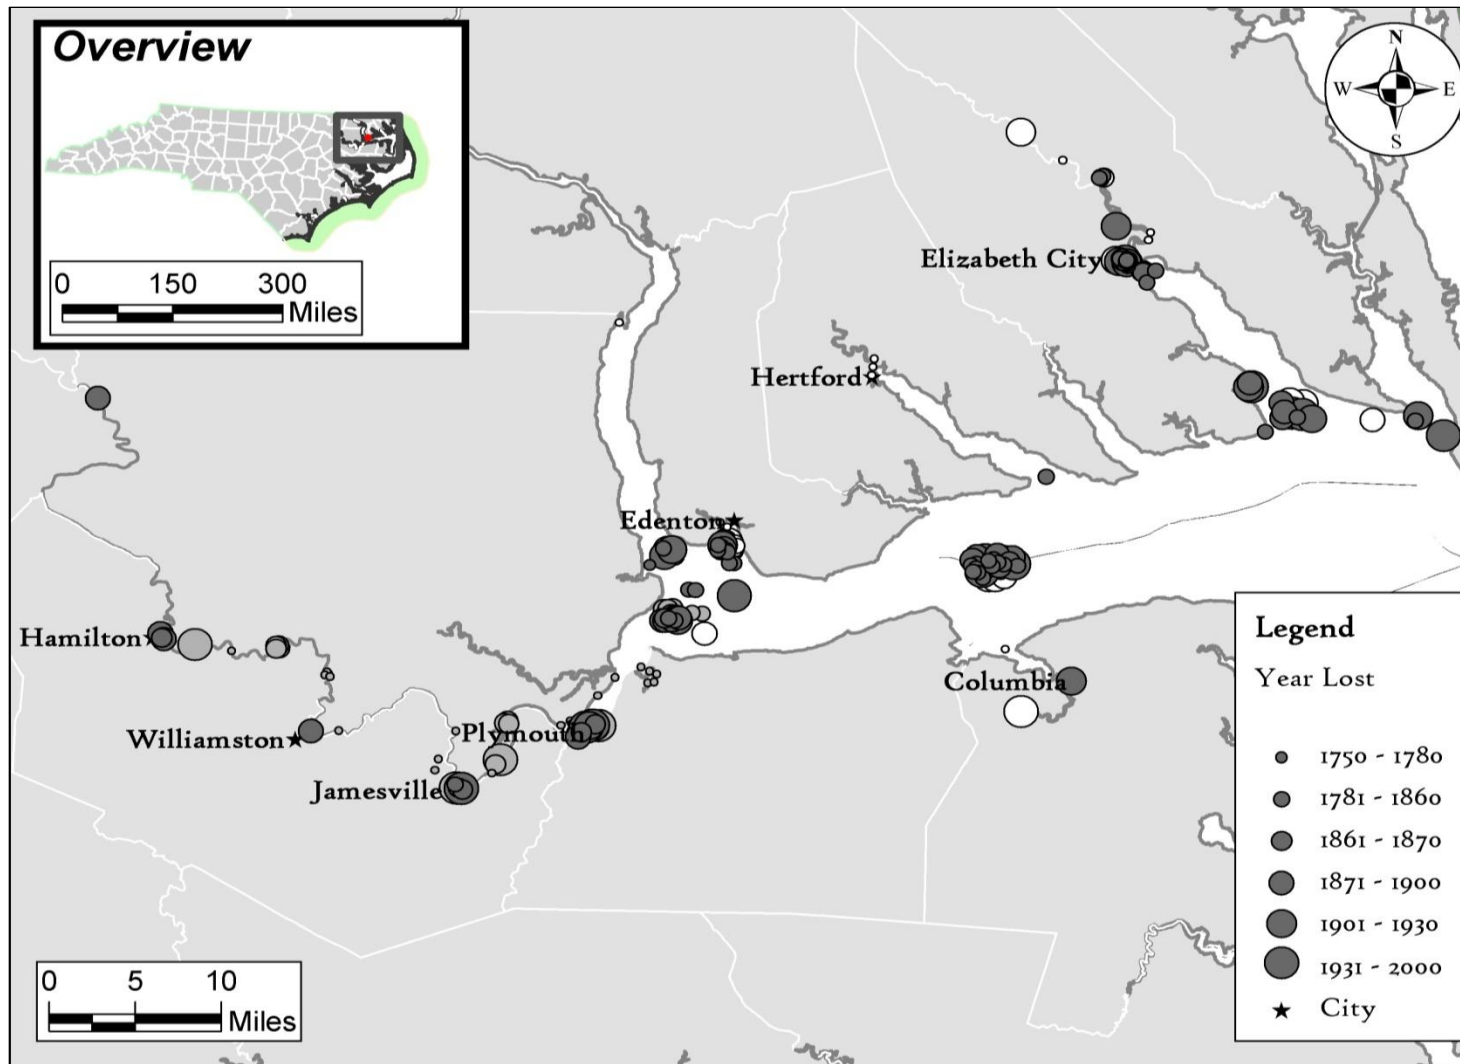 Overview
0 150 300
Miles
N
W E
S
Elizabeth City
Hertford
Edenton
Hamilton
Columbia
Williamston
Plymouth
Jamesville
Legend
Year Lost
1750 - 1780
1781 - 1860
1861 - 1870
1871 - 1900
1901 - 1930
1931 - 2000
City
0 5 10
Miles